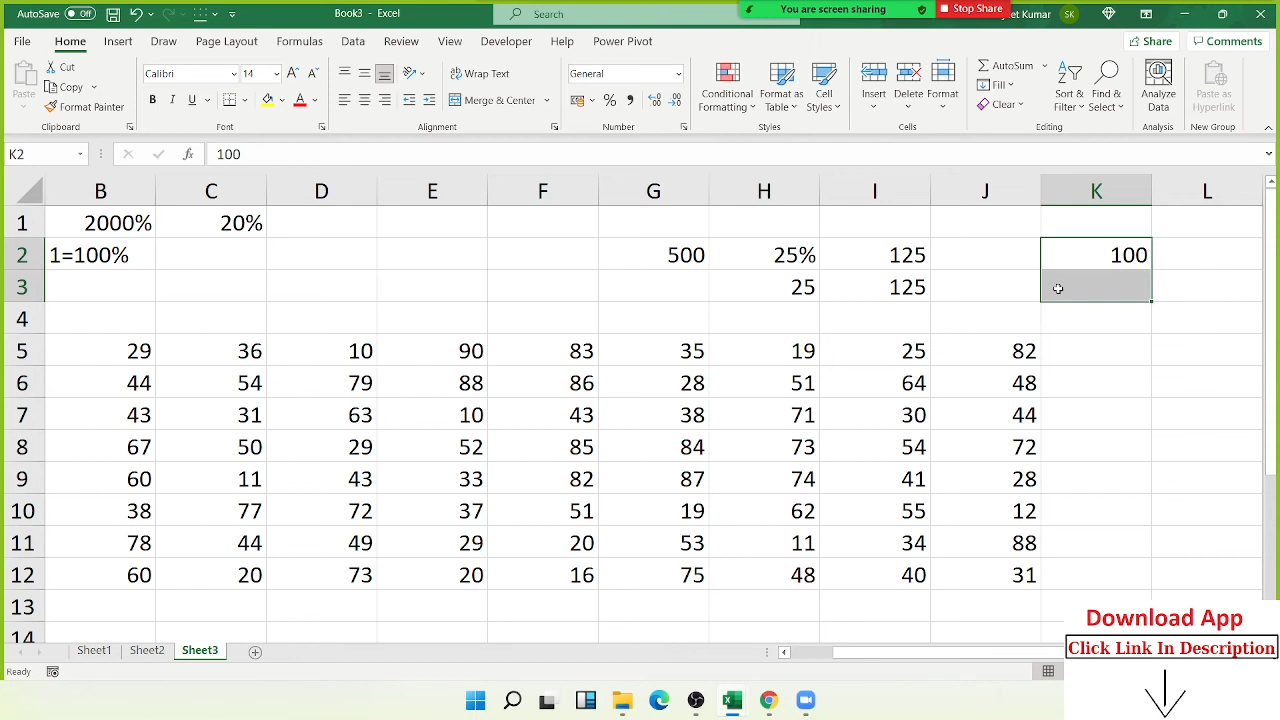 AutoSave Off Book3 - Excel Search You are screen sharing Stop Share et Kumar SK
File Home Insert Draw Page Layout Formulas Data Review View Developer Help Power Pivot Share Comments
Paste Cut Copy Format Painter
Calibri 14 B I U
Wrap Text
Merge & Center
General
Conditional Formatting Format as Table Cell Styles
Insert Delete Format
AutoSum Fill Clear Sort & Filter Find & Select
Analyze Data
Paste as Hyperlink
Clipboard Font Alignment Number Styles Cells Editing Analysis New Group
K2 fx 100
B C D E F G H I J K L
1 2000% 20%
2 1=100% 500 25% 125 100
3 25 125
4
5 29 36 10 90 83 35 19 25 82
6 44 54 79 88 86 28 51 64 48
7 43 31 63 10 43 38 71 30 44
8 67 50 29 52 85 84 73 54 72
9 60 11 43 33 82 87 74 41 28
10 38 77 72 37 51 19 62 55 12
11 78 44 49 29 20 53 11 34 88
12 60 20 73 20 16 75 48 40 31
13
14
Sheet1 Sheet2 Sheet3
Ready
Download App
Click Link In Description